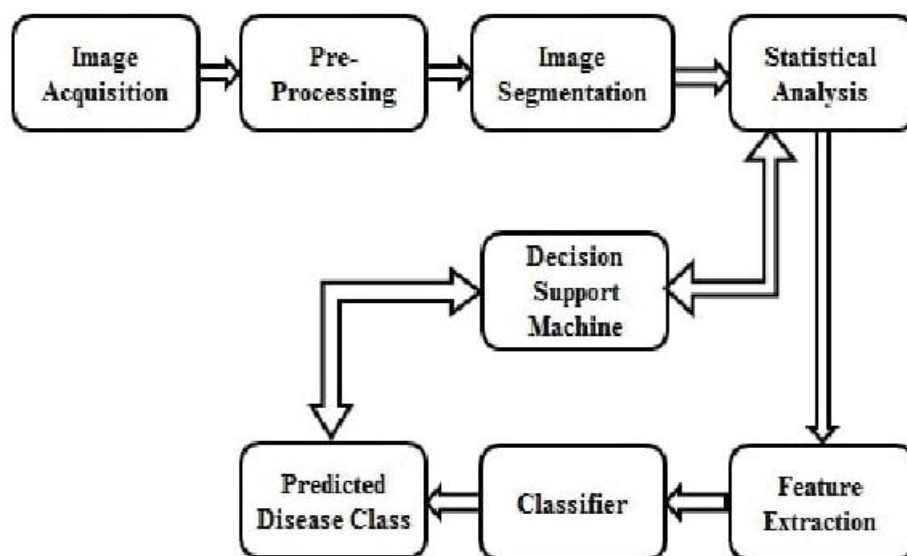 Image
Acquisition
Pre-
Processing
Image
Segmentation
Statistical
Analysis
Decision
Support
Machine
Predicted
Disease Class
Classifier
Feature
Extraction